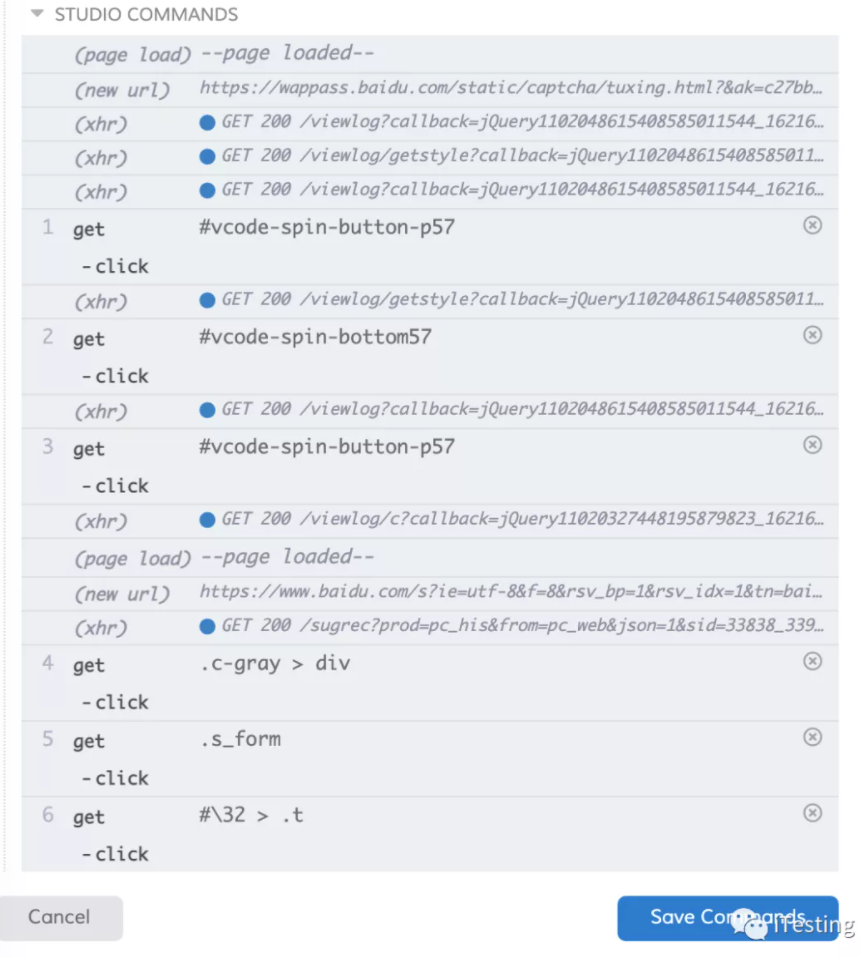 STUDIO COMMANDS
(page load) --page loaded--
(new url) https://wappass.baidu.com/static/captcha/tuxing.html?&ak=c27bb…
(xhr) GET 200 /viewlog?callback=jQuery1102048615408585011544_16216…
(xhr) GET 200 /viewlog/getstyle?callback=jQuery1102048615408585011…
(xhr) GET 200 /viewlog?callback=jQuery1102048615408585011544_16216…
1 get #vcode-spin-button-p57
-click
(xhr) GET 200 /viewlog/getstyle?callback=jQuery1102048615408585011…
2 get #vcode-spin-bottom57
-click
(xhr) GET 200 /viewlog?callback=jQuery1102048615408585011544_16216…
3 get #vcode-spin-button-p57
-click
(xhr) GET 200 /viewlog/c?callback=jQuery11020327448195879823_16216…
(page load) --page loaded--
(new url) https://www.baidu.com/s?ie=utf-8&f=8&rsv_bp=1&rsv_idx=1&tn=bai…
(xhr) GET 200 /sugrec?prod=pc_his&from=pc_web&json=1&sid=33838_339…
4 get .c-gray > div
-click
5 get .s_form
-click
6 get #\32 > .t
-click
Cancel
Save Commands
ITesting